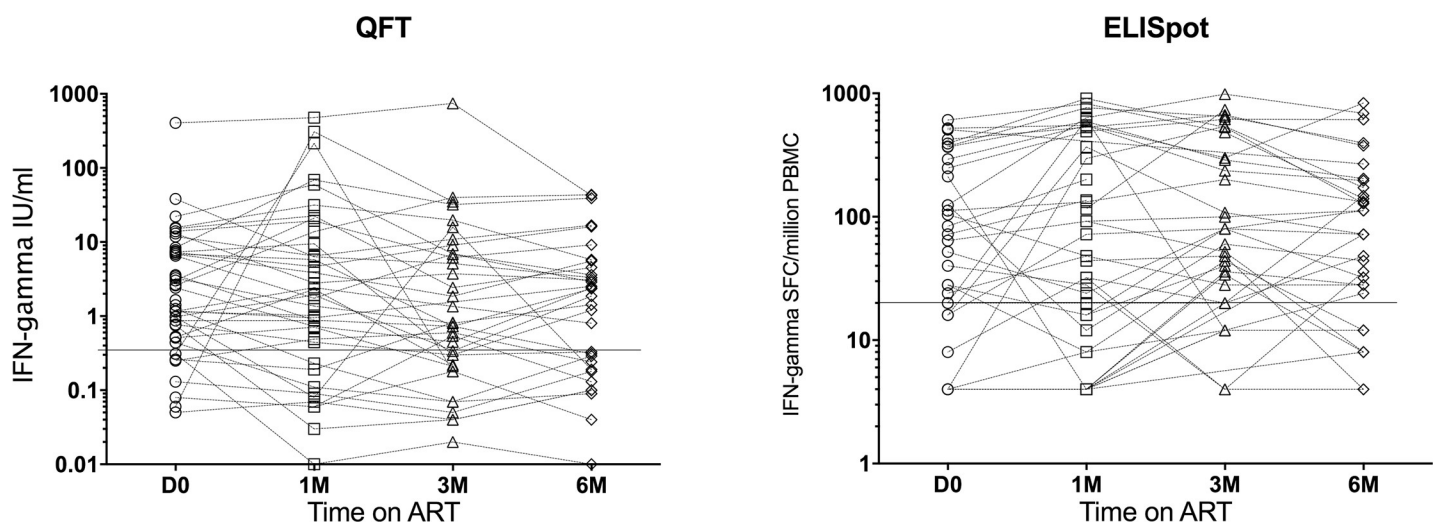 QFT
IFN-gamma IU/ml
1000
100
10
1
0.1
0.01
D0 1M 3M 6M
Time on ART
ELISpot
IFN-gamma SFC/million PBMC
1000
100
10
1
D0 1M 3M 6M
Time on ART